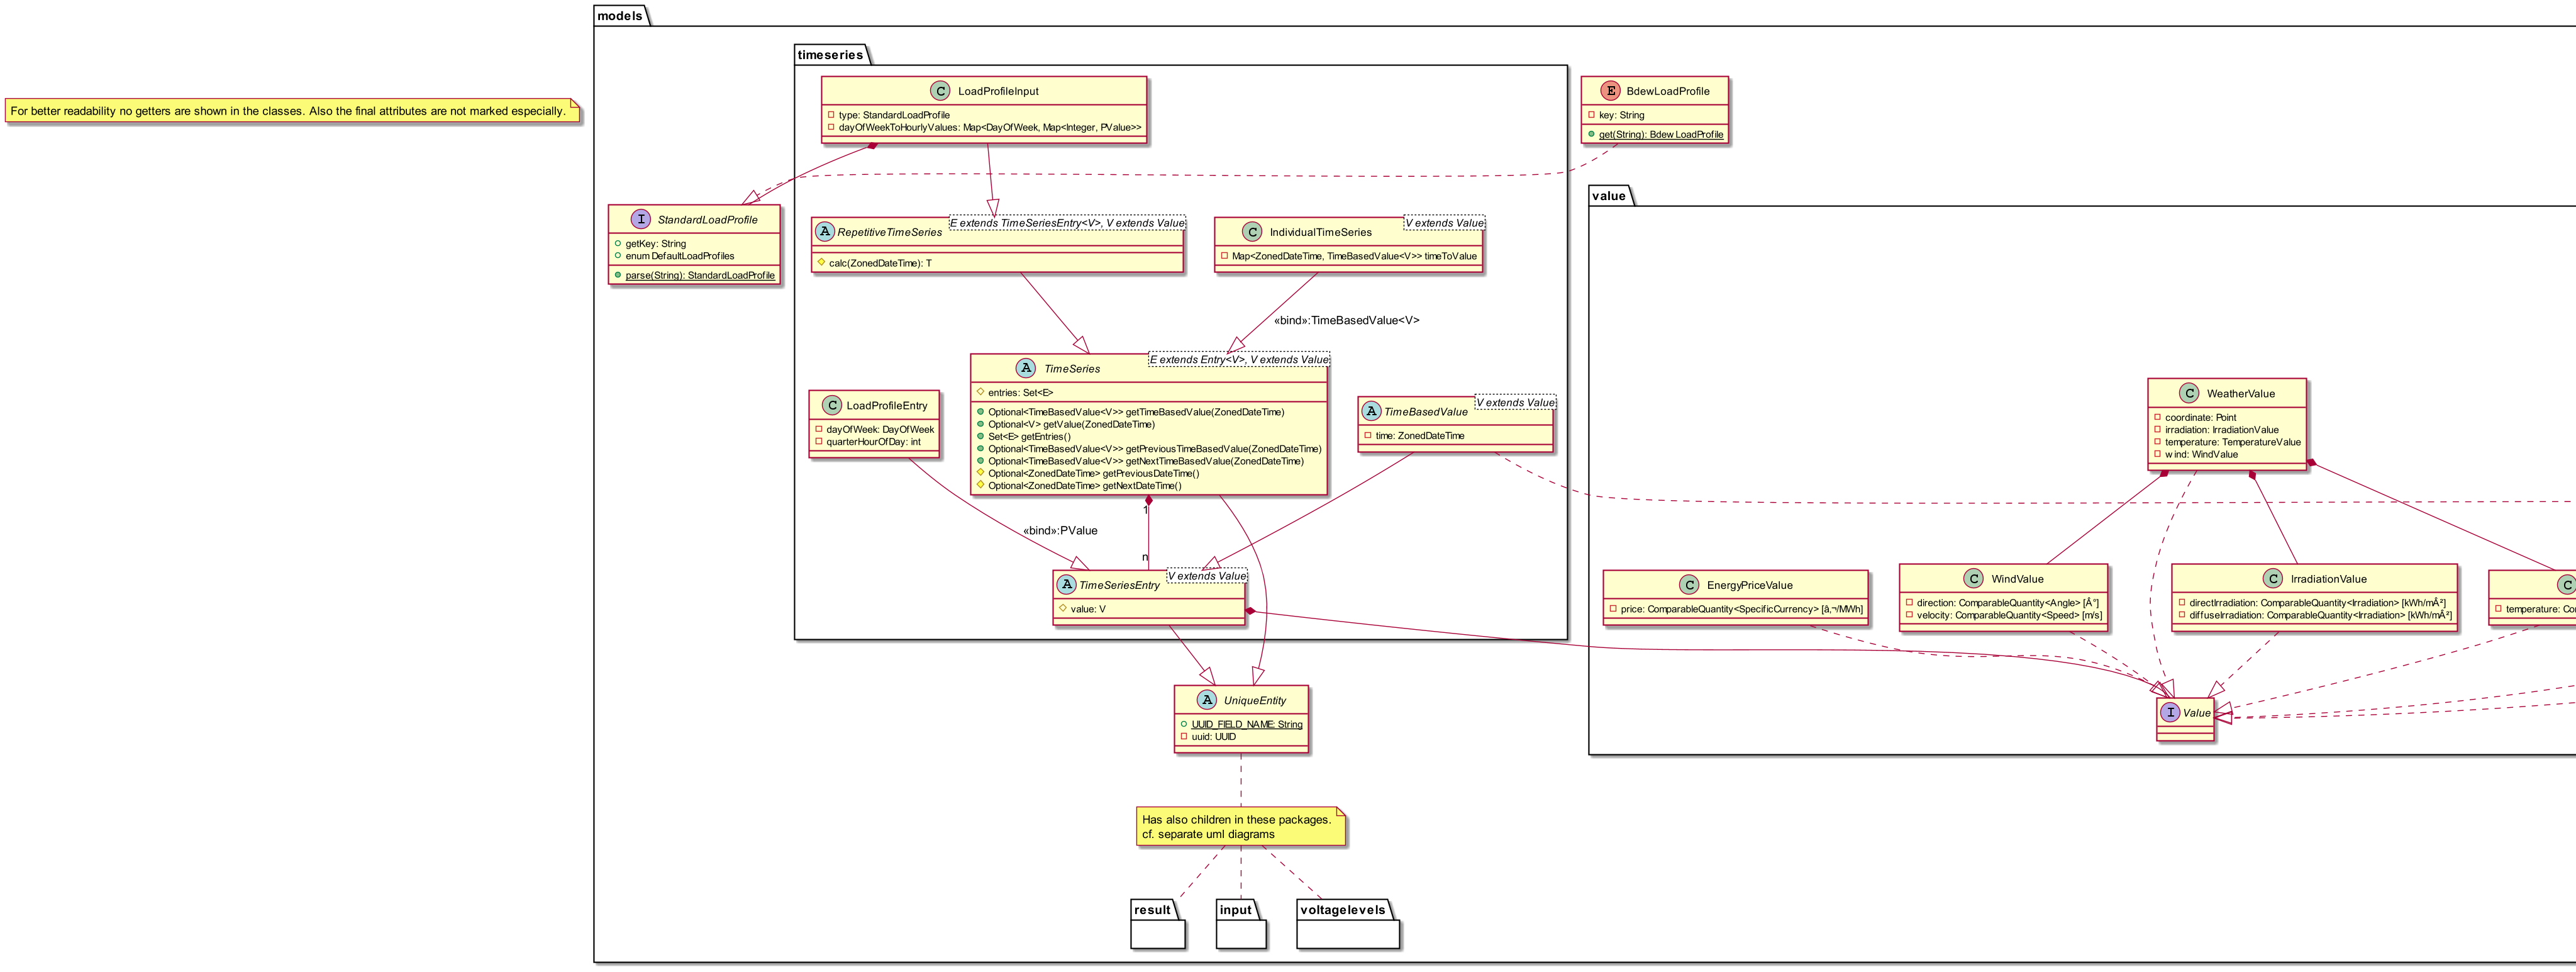 models
timeseries
C LoadProfileInput
type: StandardLoadProfile
dayOfWeekToHourlyValues: Map<DayOfWeek, Map<Integer, PValue>>
E BdewLoadProfile
key: String
get(String): BdewLoadProfile
For better readability no getters are shown in the classes. Also the final attributes are not marked especially.
I StandardLoadProfile
getKey: String
enum DefaultLoadProfiles
parse(String): StandardLoadProfile
A RepetitiveTimeSeries
E extends TimeSeriesEntry<V>, V extends Value
calc(ZonedDateTime): T
C IndividualTimeSeries
V extends Value
Map<ZonedDateTime, TimeBasedValue<V>> timeToValue
value
«bind»:TimeBasedValue<V>
A TimeSeries
E extends Entry<V>, V extends Value
entries: Set<E>
Optional<TimeBasedValue<V>> getTimeBasedValue(ZonedDateTime)
Optional<V> getValue(ZonedDateTime)
Set<E> getEntries()
Optional<TimeBasedValue<V>> getPreviousTimeBasedValue(ZonedDateTime)
Optional<TimeBasedValue<V>> getNextTimeBasedValue(ZonedDateTime)
Optional<ZonedDateTime> getPreviousDateTime()
Optional<ZonedDateTime> getNextDateTime()
C LoadProfileEntry
dayOfWeek: DayOfWeek
quarterHourOfDay: int
A TimeBasedValue
V extends Value
time: ZonedDateTime
C WeatherValue
coordinate: Point
irradiation: IrradiationValue
temperature: TemperatureValue
wind: WindValue
1
«bind»:PValue
n
A TimeSeriesEntry
V extends Value
value: V
C EnergyPriceValue
price: ComparableQuantity<SpecificCurrency> [â‚¬/MWh]
C WindValue
direction: ComparableQuantity<Angle> [Â°]
velocity: ComparableQuantity<Speed> [m/s]
C IrradiationValue
directIrradiation: ComparableQuantity<Irradiation> [kWh/mÂ²]
diffuseIrradiation: ComparableQuantity<Irradiation> [kWh/mÂ²]
C
temperature: Co
A UniqueEntity
UUID_FIELD_NAME: String
uuid: UUID
I Value
Has also children in these packages.
cf. separate uml diagrams
result
input
voltagelevels